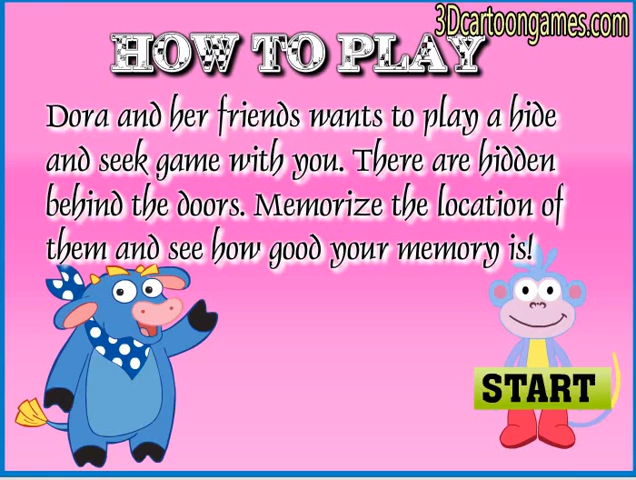 3Dcartoongames.com
HOW TO PLAY
Dora and her friends wants to play a hide
and seek game with you. There are hidden
behind the doors. Memorize the location of
them and see how good your memory is!
START